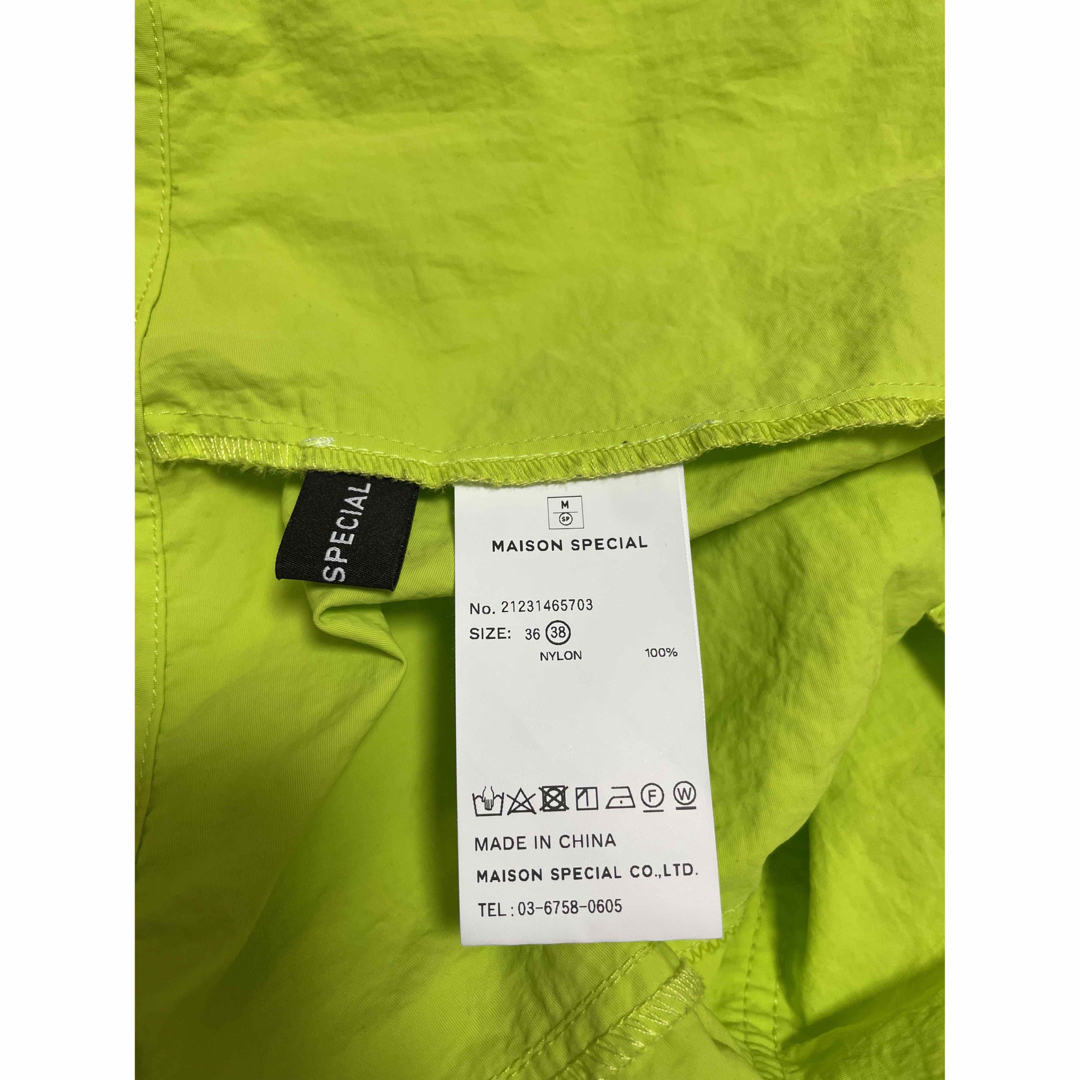 SPECIAL
M
SP
MAISON SPECIAL
No. 21231465703
SIZE: 36 38
NYLON 100%
F W
MADE IN CHINA
MAISON SPECIAL CO.,LTD.
TEL : 03-6758-0605